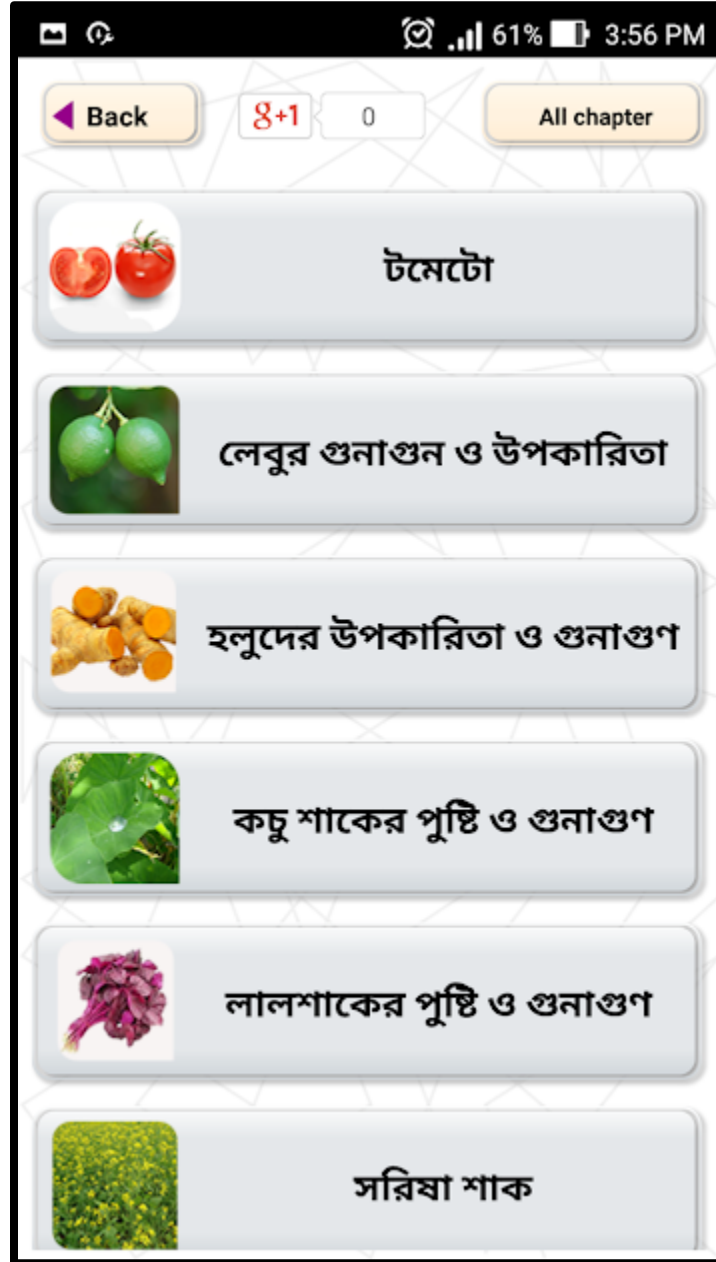 61% 3:56 PM
Back g+1 0 All chapter
টমেটো
লেবুর গুনাগুন ও উপকারিতা
হলুদের উপকারিতা ও গুনাগুণ
কচু শাকের পুষ্টি ও গুনাগুণ
লালশাকের পুষ্টি ও গুনাগুণ
সরিষা শাক